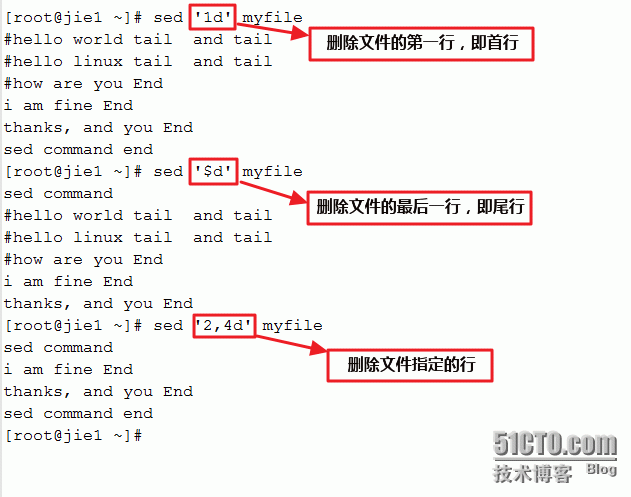 [root@jie1 ~]# sed '1d' myfile
删除文件的第一行，即首行
#hello world tail  and tail
#hello linux tail  and tail
#how are you End
i am fine End
thanks, and you End
sed command end
[root@jie1 ~]# sed '$d' myfile
删除文件的最后一行，即尾行
sed command
#hello world tail  and tail
#hello linux tail  and tail
#how are you End
i am fine End
thanks, and you End
[root@jie1 ~]# sed '2,4d' myfile
删除文件指定的行
sed command
i am fine End
thanks, and you End
sed command end
[root@jie1 ~]#
51CTO.com
技术博客 Blog